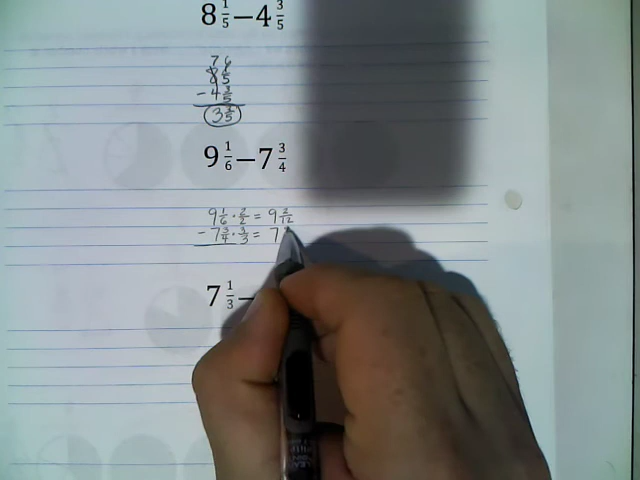 8 1/5 − 4 3/5
7 6
8 1/5
- 4 3/5
3 3/5
9 1/6 − 7 3/4
9 1/6 · 2/2 = 9 2/12
- 7 3/4 · 3/3 = 7
7 1/3 −